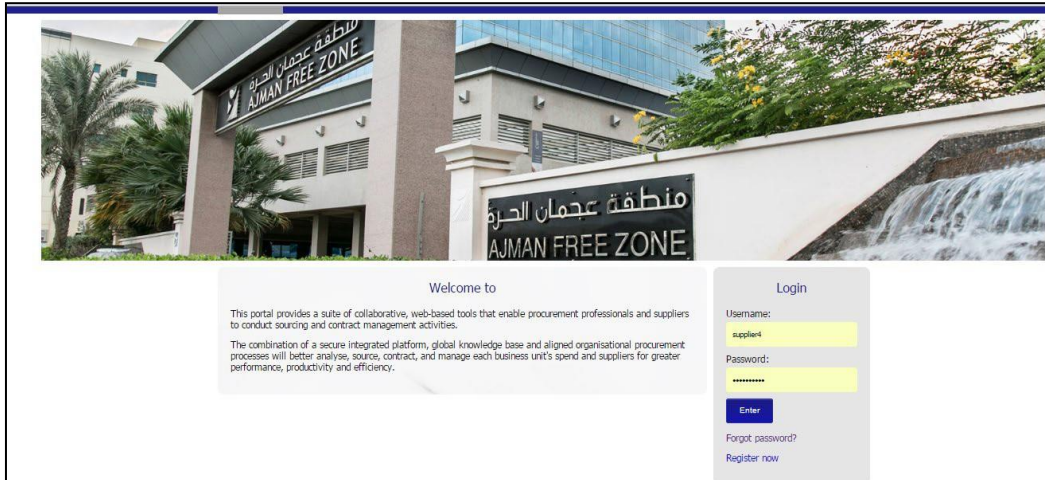 منطقة عجمان الحرة
AJMAN FREE ZONE
منطقة عجمان الحرة
AJMAN FREE ZONE
Welcome to
This portal provides a suite of collaborative, web-based tools that enable procurement professionals and suppliers
to conduct sourcing and contract management activities.
The combination of a secure integrated platform, global knowledge base and aligned organisational procurement
processes will better analyse, source, contract, and manage each business unit's spend and suppliers for greater
performance, productivity and efficiency.
Login
Username:
supplier4
Password:
••••••••••
Enter
Forgot password?
Register now